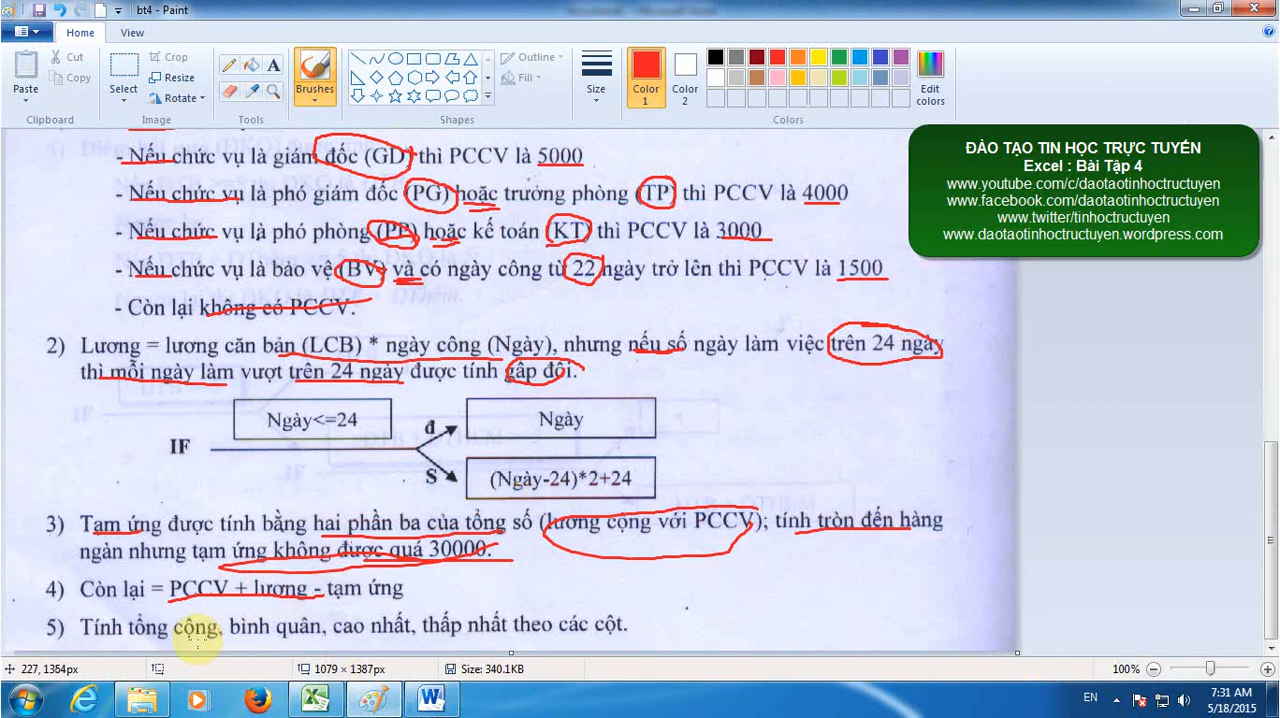 bt4 - Paint
Home
View
Paste
Cut
Copy
Clipboard
Select
Crop
Resize
Rotate
Image
Tools
Brushes
Shapes
Outline
Fill
Size
Color 1
Color 2
Edit colors
Colors
ĐÀO TẠO TIN HỌC TRỰC TUYẾN
Excel : Bài Tập 4
www.youtube.com/c/daotaotinhoctructuyen
www.facebook.com/daotaotinhoctructuyen
www.twitter/tinhoctructuyen
www.daotaotinhoctructuyen.wordpress.com
- Nếu chức vụ là giám đốc (GD) thì PCCV là 5000
- Nếu chức vụ là phó giám đốc (PG) hoặc trưởng phòng (TP) thì PCCV là 4000
- Nếu chức vụ là phó phòng (PP) hoặc kế toán (KT) thì PCCV là 3000
- Nếu chức vụ là bảo vệ (BV) và có ngày công từ 22 ngày trở lên thì PCCV là 1500
- Còn lại không có PCCV.
2) Lương = lương căn bản (LCB) * ngày công (Ngày), nhưng nếu số ngày làm việc trên 24 ngày
thì mỗi ngày làm vượt trên 24 ngày được tính gấp đôi.
Ngày<=24
đ
Ngày
IF
S
(Ngày-24)*2+24
3) Tạm ứng được tính bằng hai phần ba của tổng số (lương cộng với PCCV); tính tròn đến hàng
ngàn nhưng tạm ứng không được quá 30000.
4) Còn lại = PCCV + lương - tạm ứng
5) Tính tổng cộng, bình quân, cao nhất, thấp nhất theo các cột.
227, 1364px
1079 × 1387px
Size: 340.1KB
100%
EN
7:31 AM
5/18/2015